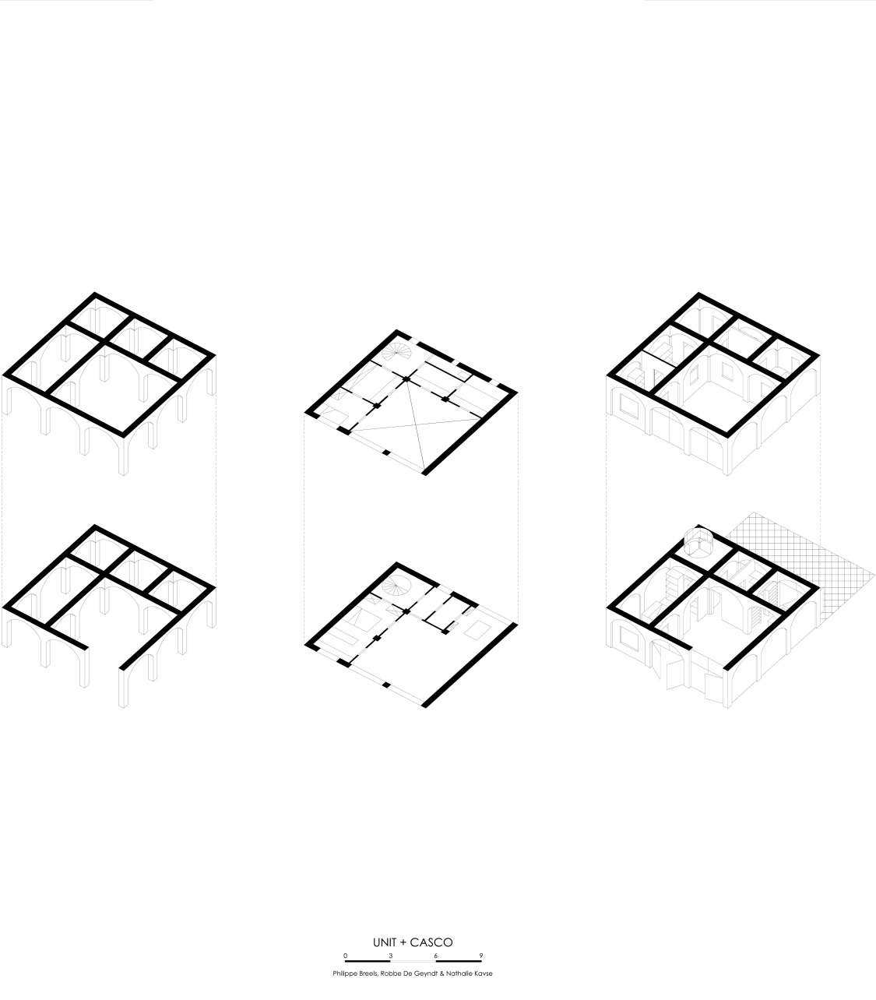 UNIT + CASCO
0 3 6 9
Philippe Breels, Robbe De Geyndt & Nathalie Kavse